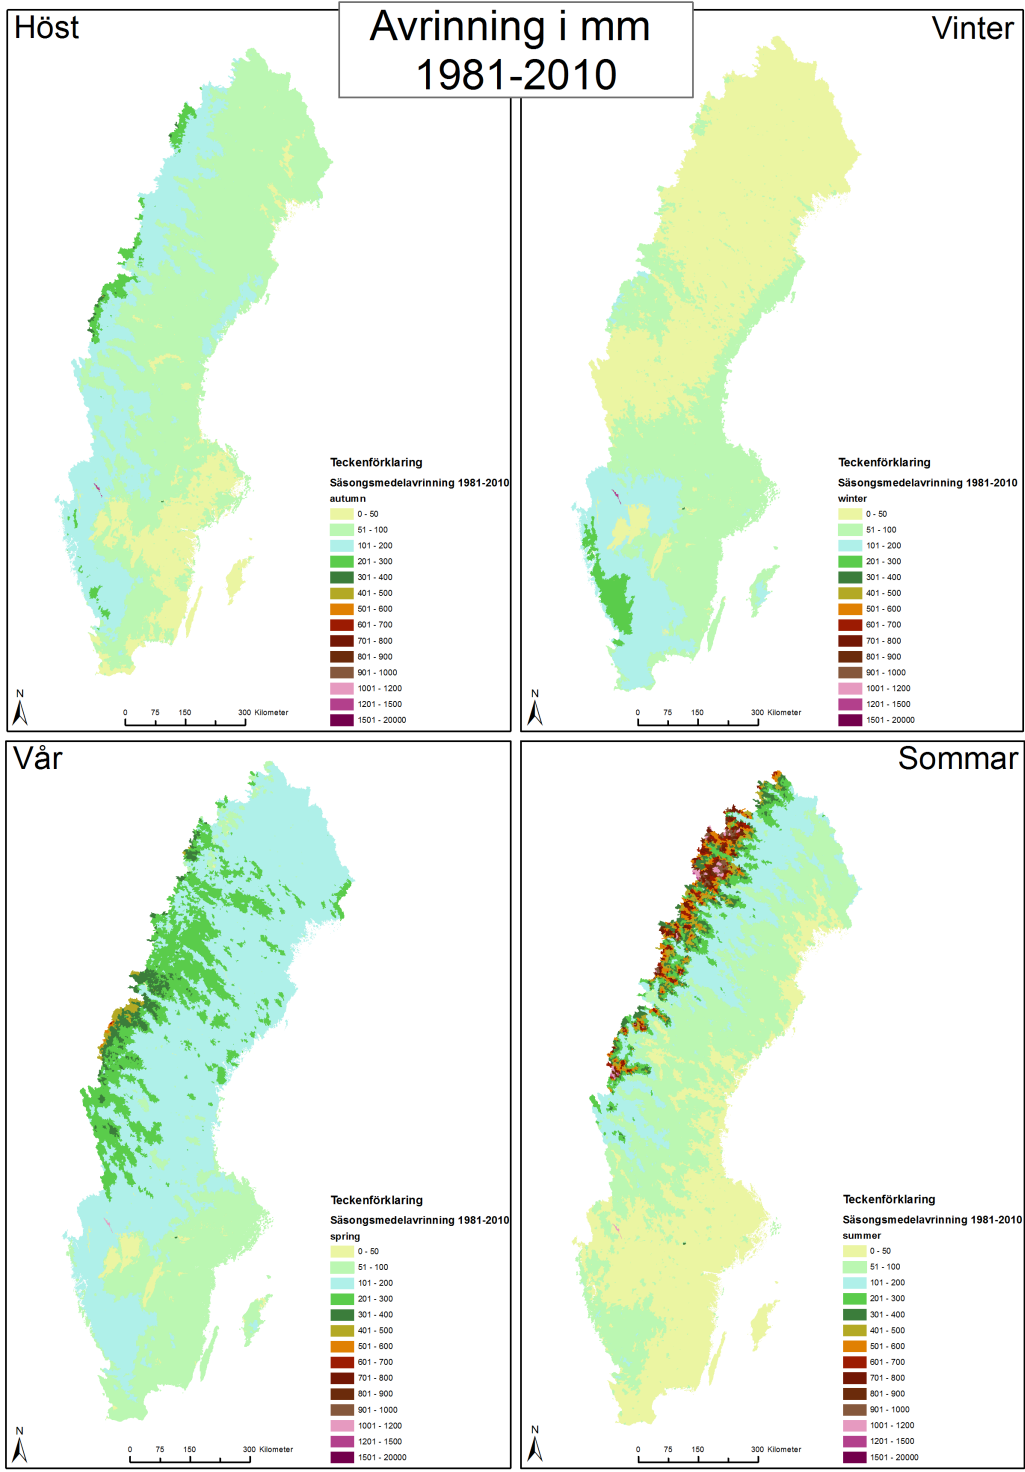 Avrinning i mm
1981-2010
Höst
Teckenförklaring
Säsongsmedelavrinning 1981-2010
autumn
0 - 50
51 - 100
101 - 200
201 - 300
301 - 400
401 - 500
501 - 600
601 - 700
701 - 800
801 - 900
901 - 1000
1001 - 1200
1201 - 1500
1501 - 20000
N
0 75 150 300 Kilometer
Vinter
Teckenförklaring
Säsongsmedelavrinning 1981-2010
winter
0 - 50
51 - 100
101 - 200
201 - 300
301 - 400
401 - 500
501 - 600
601 - 700
701 - 800
801 - 900
901 - 1000
1001 - 1200
1201 - 1500
1501 - 20000
N
0 75 150 300 Kilometer
Vår
Teckenförklaring
Säsongsmedelavrinning 1981-2010
spring
0 - 50
51 - 100
101 - 200
201 - 300
301 - 400
401 - 500
501 - 600
601 - 700
701 - 800
801 - 900
901 - 1000
1001 - 1200
1201 - 1500
1501 - 20000
N
0 75 150 300 Kilometer
Sommar
Teckenförklaring
Säsongsmedelavrinning 1981-2010
summer
0 - 50
51 - 100
101 - 200
201 - 300
301 - 400
401 - 500
501 - 600
601 - 700
701 - 800
801 - 900
901 - 1000
1001 - 1200
1201 - 1500
1501 - 20000
N
0 75 150 300 Kilometer